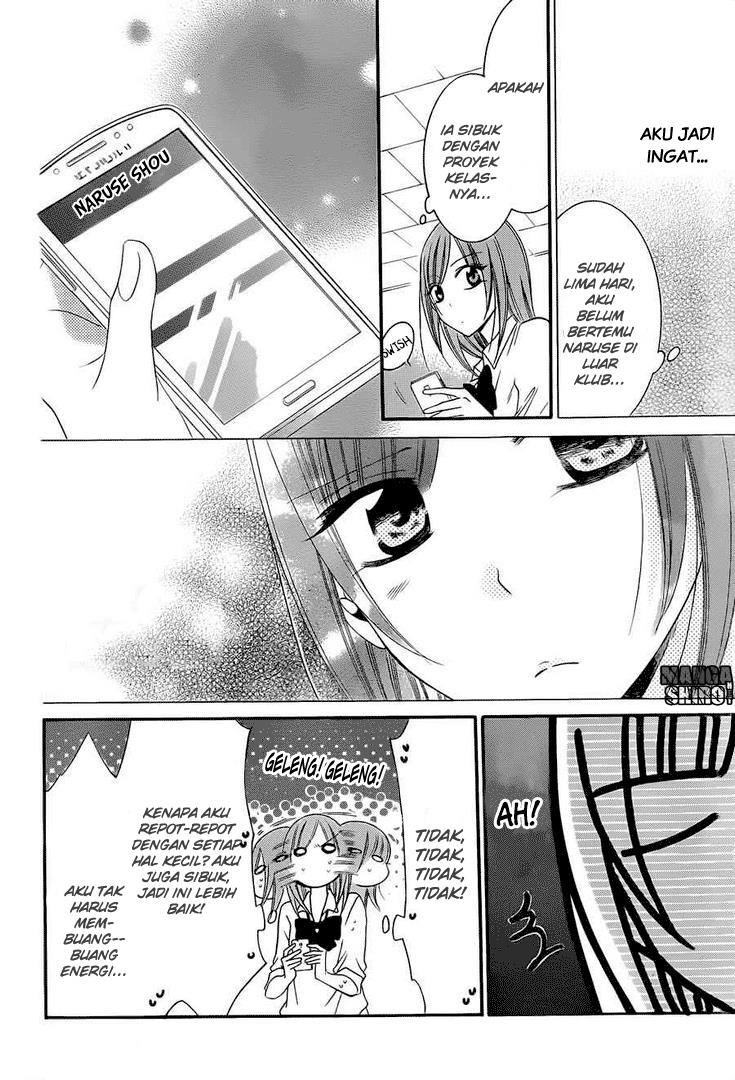 AKU JADI
INGAT...
SUDAH
LIMA HARI,
AKU
BELUM
BERTEMU
NARUSE DI
LUAR
KLUB...
APAKAH
IA SIBUK
DENGAN
PROYEK
KELAS-
NYA...
SWISH
NARUSE SHOU
MANGA
SHIRO!
AH!
TIDAK,
TIDAK,
TIDAK,
TIDAK!
GELENG! GELENG!
KENAPA AKU
REPOT-REPOT
DENGAN SETIAP
HAL KECIL? AKU
JUGA SIBUK,
JADI INI LEBIH
BAIK!
AKU TAK
HARUS
MEM-
BUANG--
BUANG
ENERGI...